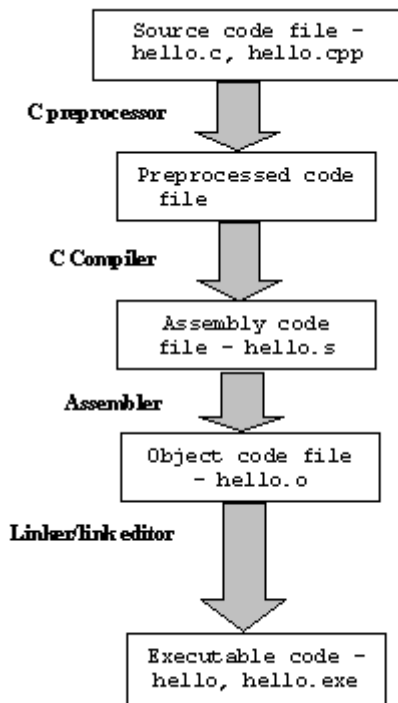 Source code file -
hello.c, hello.cpp
C preprocessor
Preprocessed code
file
C Compiler
Assembly code
file - hello.s
Assembler
Object code file
- hello.o
Linker/link editor
Executable code -
hello, hello.exe